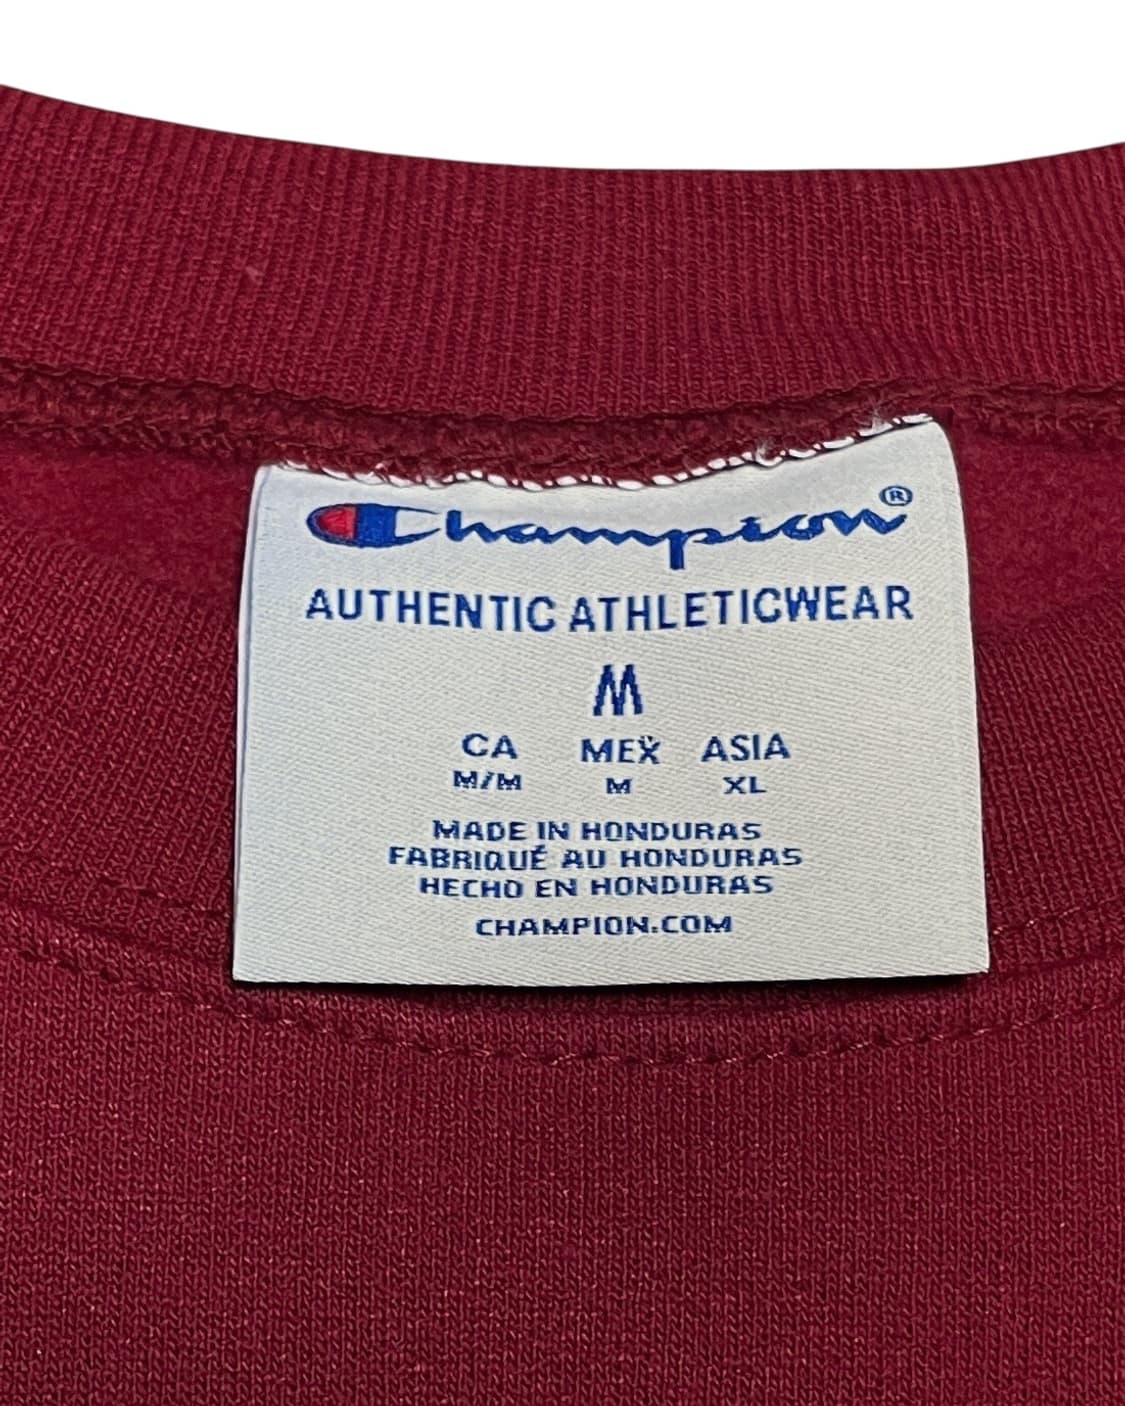 Champion®
AUTHENTIC ATHLETICWEAR
M
CA MEX ASIA
M/M M XL
MADE IN HONDURAS
FABRIQUÉ AU HONDURAS
HECHO EN HONDURAS
CHAMPION.COM